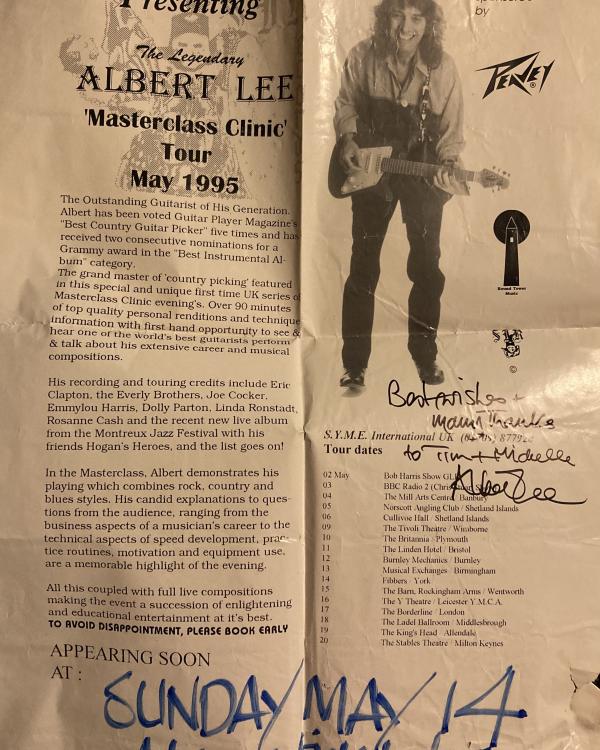 Presenting
The Legendary
ALBERT LEE
'Masterclass Clinic'
Tour
May 1995
The Outstanding Guitarist of His Generation.
Albert has been voted Guitar Player Magazine's
"Best Country Guitar Picker" five times and has
received two consecutive nominations for a
Grammy award in the "Best Instrumental Al-
bum" category.
The grand master of 'country picking' featured
in this special and unique first time UK series of
Masterclass Clinic evening's. Over 90 minutes
of top quality personal renditions and technique
information with first hand opportunity to see &
hear one of the world's best guitarists perform
& talk about his extensive career and musical
compositions.
His recording and touring credits include Eric
Clapton, the Everly Brothers, Joe Cocker,
Emmylou Harris, Dolly Parton, Linda Ronstadt,
Rosanne Cash and the recent new live album
from the Montreux Jazz Festival with his
friends Hogan's Heroes, and the list goes on!
In the Masterclass, Albert demonstrates his
playing which combines rock, country and
blues styles. His candid explanations to ques-
tions from the audience, ranging from the
business aspects of a musician's career to the
technical aspects of speed development, prac-
tice routines, motivation and equipment use,
are a memorable highlight of the evening.
All this coupled with full live compositions
making the event a succession of enlightening
and educational entertainment at it's best.
TO AVOID DISAPPOINTMENT, PLEASE BOOK EARLY
APPEARING SOON
AT :
SUNDAY MAY 14
by
PEAVEY ®
Round Tower
Music
©
Best wishes +
many thanks
to Tim + Michelle
Albert Lee
S.Y.M.E. International UK
Tour dates
02 May Bob Harris Show
03 BBC Radio 2
04 The Mill Arts Centre / Banbury
05 Norscott Angling Club / Shetland Islands
06 Cullivoe Hall / Shetland Islands
09 The Tivoli Theatre / Wimborne
10 The Britannia / Plymouth
11 The Linden Hotel / Bristol
12 Burnley Mechanics / Burnley
13 Musical Exchanges / Birmingham
14 Fibbers / York
15 The Barn, Rockingham Arms / Wentworth
16 The Y Theatre / Leicester Y.M.C.A.
17 The Borderline / London
18 The Ladel Ballroom / Middlesbrough
19 The King's Head / Allendale
20 The Stables Theatre / Milton Keynes